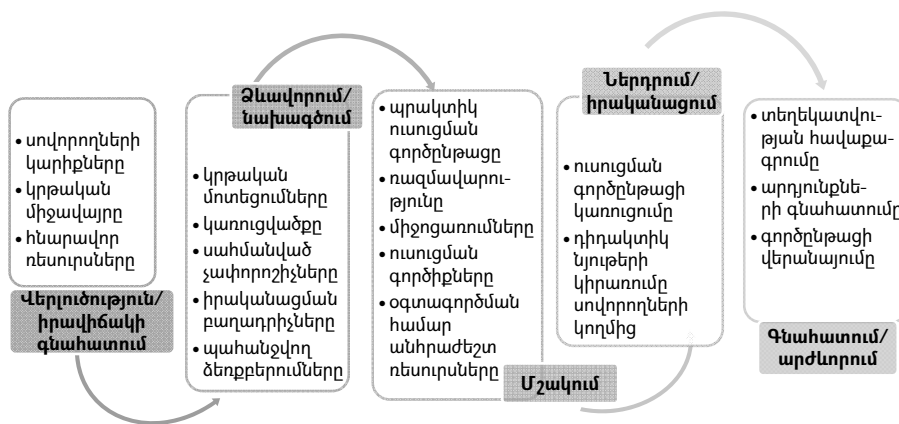 • սովորողների
կարիքները
• կրթական
միջավայրը
• հնարավոր
ռեսուրսները
Վերլուծություն/
իրավիճակի
գնահատում
Ձևավորում/
նախագծում
• կրթական
մոտեցումները
• կառուցվածքը
• սահմանված
չափորոշիչները
• իրականացման
բաղադրիչները
• պահանջվող
ձեռքբերումները
• պրակտիկ
ուսուցման
գործընթացը
• ռազմավարու-
թյունը
• միջոցառումները
• ուսուցման
գործիքները
• օգտագործման
համար
անհրաժեշտ
ռեսուրսները
Մշակում
Ներդրում/
իրականացում
• ուսուցման
գործընթացի
կառուցումը
• դիդակտիկ
նյութերի
կիրառումը
սովորողների
կողմից
• տեղեկատվու-
թյան հավաքա-
գրումը
• արդյունքնե-
րի գնահատումը
• գործընթացի
վերանայումը
Գնահատում/
արժևորում